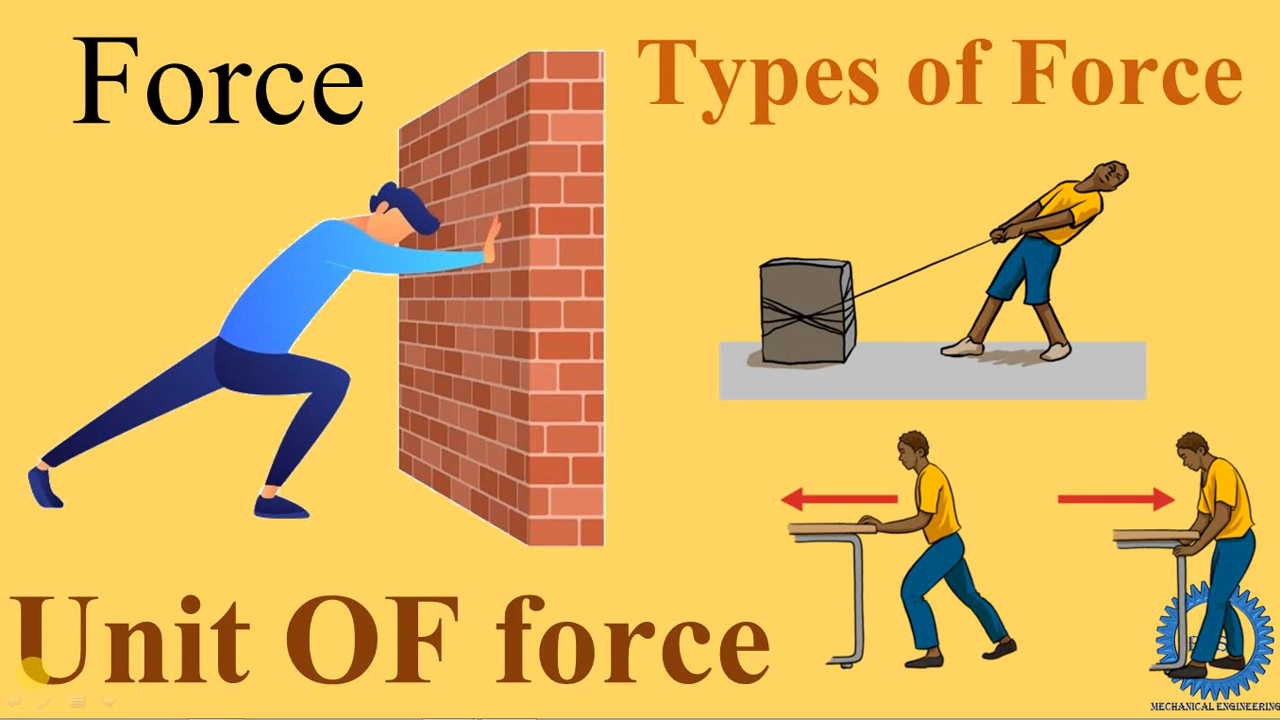 Force
Types of Force
Unit OF force
MECHANICAL ENGINEERING